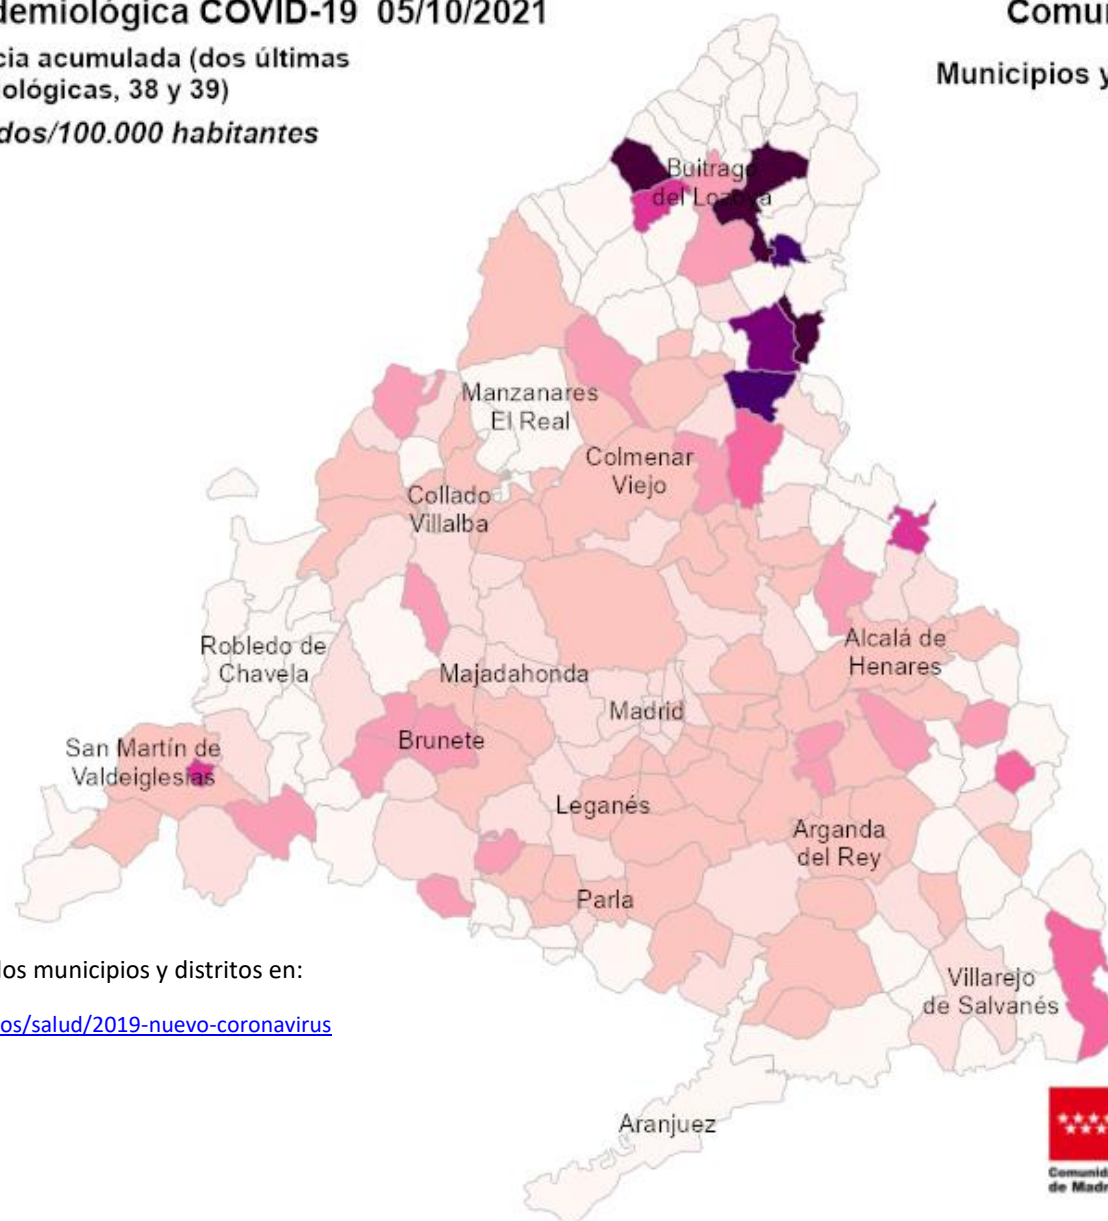 demiológica COVID-19 05/10/2021
Comu
cia acumulada (dos últimas
ológicas, 38 y 39)
Municipios y
dos/100.000 habitantes
Buitrago
del Lozoya
Manzanares
El Real
Colmenar
Viejo
Collado
Villalba
Robledo de
Chavela
Alcalá de
Henares
Majadahonda
Madrid
Brunete
San Martín de
Valdeiglesias
Leganés
Arganda
del Rey
Parla
los municipios y distritos en:
Villarejo
de Salvanés
os/salud/2019-nuevo-coronavirus
Aranjuez
Comunid
de Madr